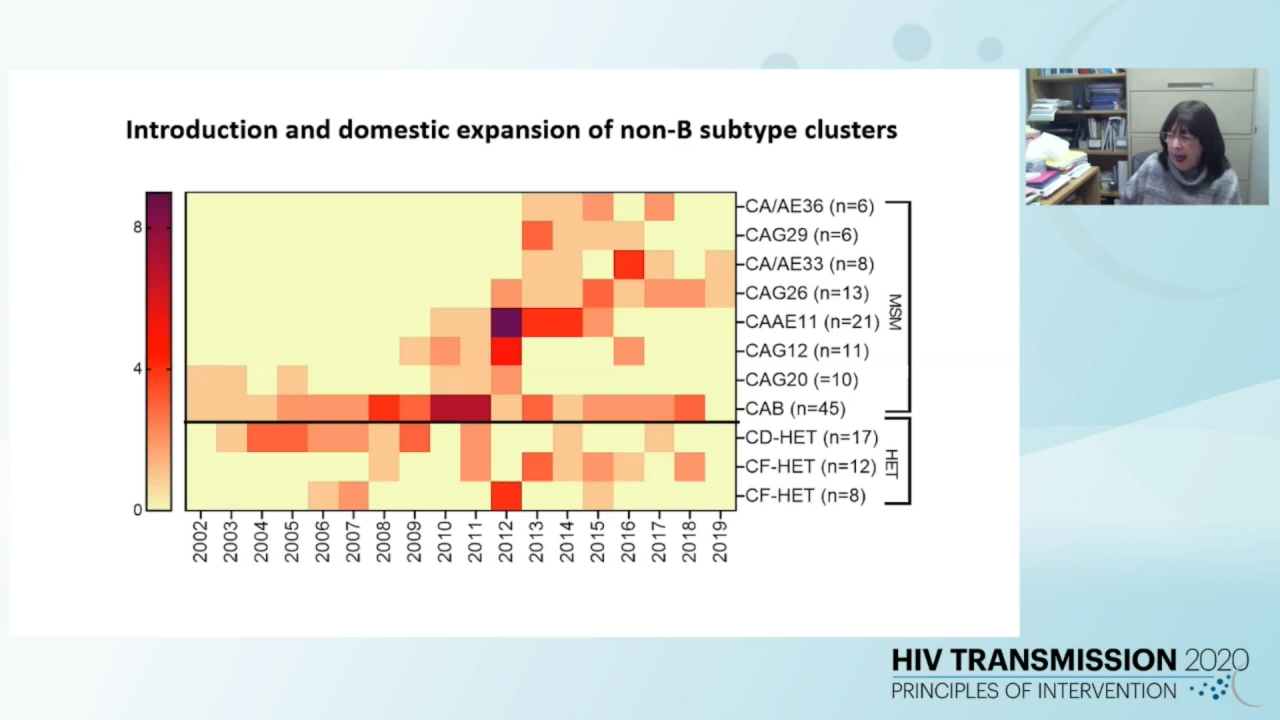 Introduction and domestic expansion of non-B subtype clusters
8
4
0
CA/AE36 (n=6)
CAG29 (n=6)
CA/AE33 (n=8)
CAG26 (n=13)
CAAE11 (n=21)
CAG12 (n=11)
CAG20 (=10)
CAB (n=45)
CD-HET (n=17)
CF-HET (n=12)
CF-HET (n=8)
MSM
HET
2002
2003
2004
2005
2006
2007
2008
2009
2010
2011
2012
2013
2014
2015
2016
2017
2018
2019
HIV TRANSMISSION 2020
PRINCIPLES OF INTERVENTION